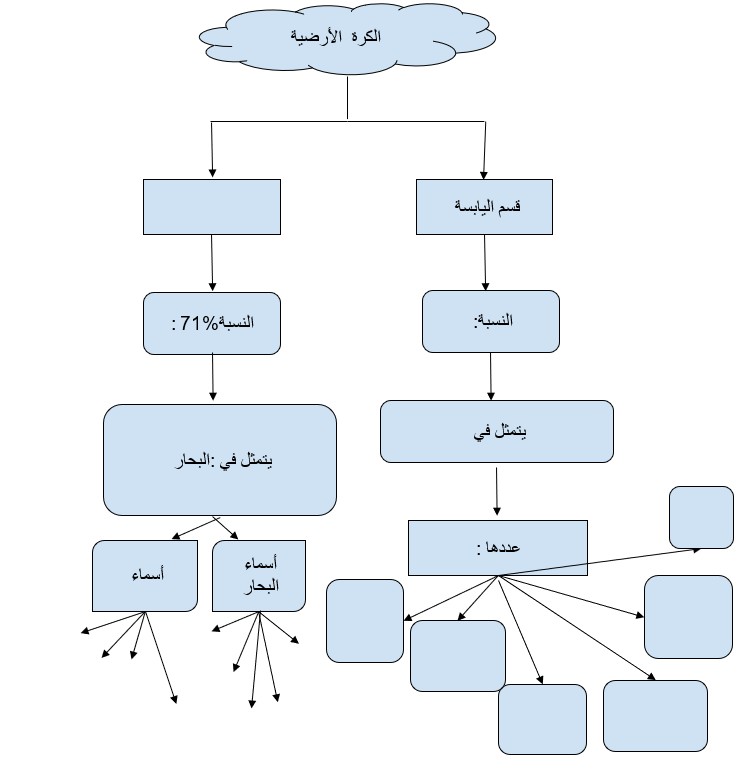 الكرة الأرضية
قسم اليابسة
النسبة:
النسبة71% :
يتمثل في
يتمثل في :البحار
عددها :
أسماء
البحار
أسماء